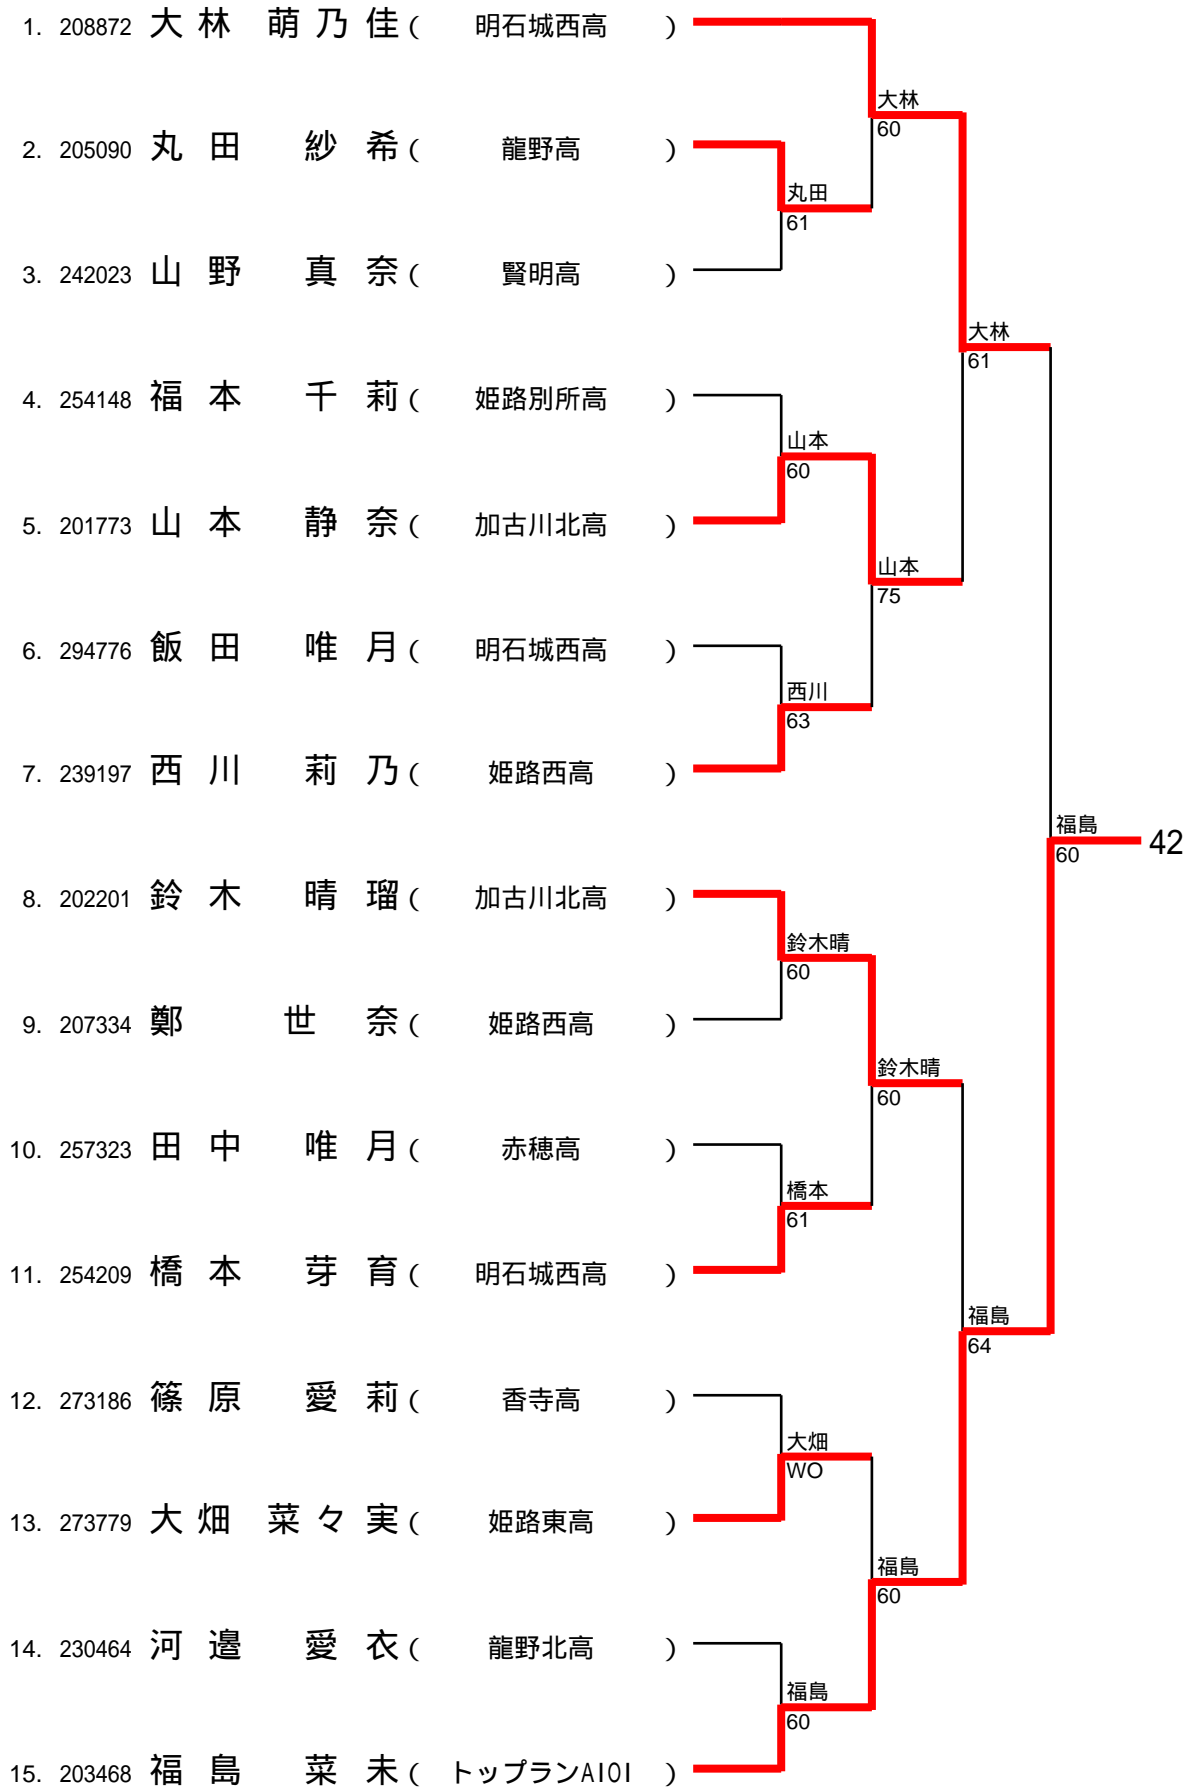 1. 208872 大林 萌乃佳 ( 明石城西高 )
大林
60
2. 205090 丸田 紗希 ( 龍野高 )
丸田
61
3. 242023 山野 真奈 ( 賢明高 )
大林
61
4. 254148 福本 千莉 ( 姫路別所高 )
山本
60
5. 201773 山本 静奈 ( 加古川北高 )
山本
75
6. 294776 飯田 唯月 ( 明石城西高 )
西川
63
7. 239197 西川 莉乃 ( 姫路西高 )
福島
60
42
8. 202201 鈴木 晴瑠 ( 加古川北高 )
鈴木晴
60
9. 207334 鄭 世奈 ( 姫路西高 )
鈴木晴
60
10. 257323 田中 唯月 ( 赤穂高 )
橋本
61
11. 254209 橋本 芽育 ( 明石城西高 )
福島
64
12. 273186 篠原 愛莉 ( 香寺高 )
大畑
WO
13. 273779 大畑 菜々実 ( 姫路東高 )
福島
60
14. 230464 河邉 愛衣 ( 龍野北高 )
福島
60
15. 203468 福島 菜未 ( トップランAIOI )